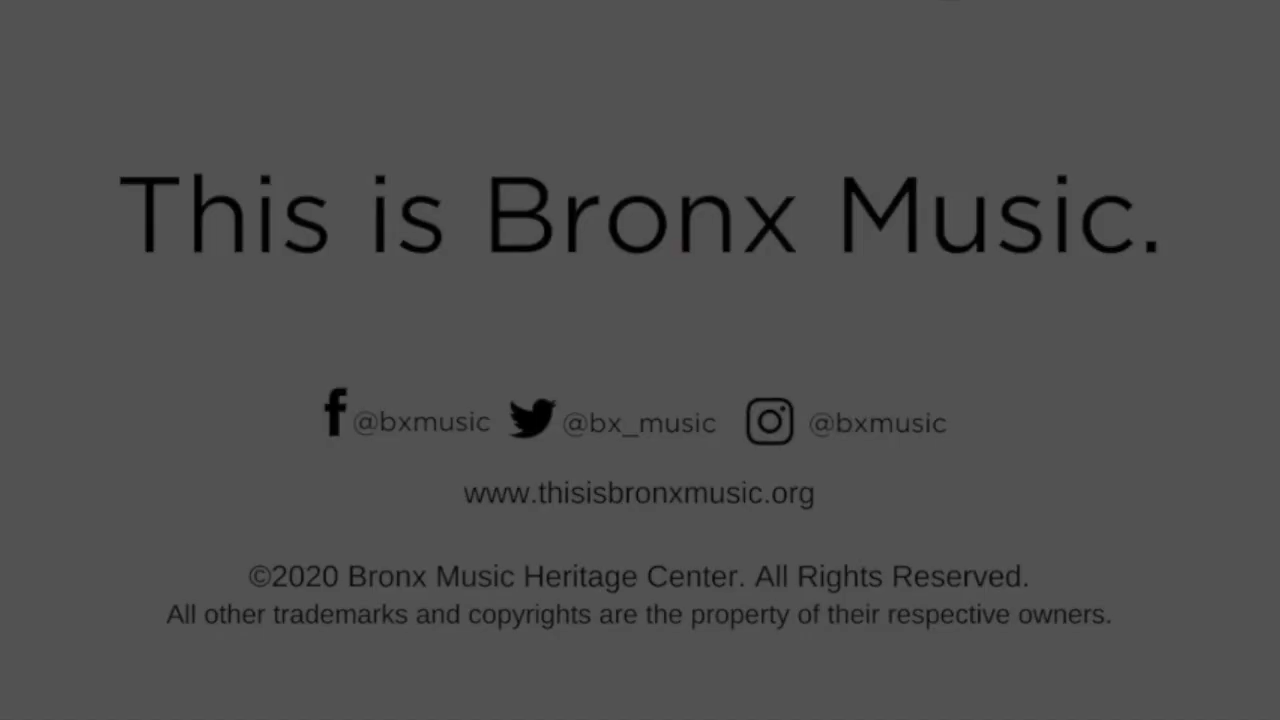 This is Bronx Music.
@bxmusic @bx_music @bxmusic
www.thisisbronxmusic.org
©2020 Bronx Music Heritage Center. All Rights Reserved.
All other trademarks and copyrights are the property of their respective owners.